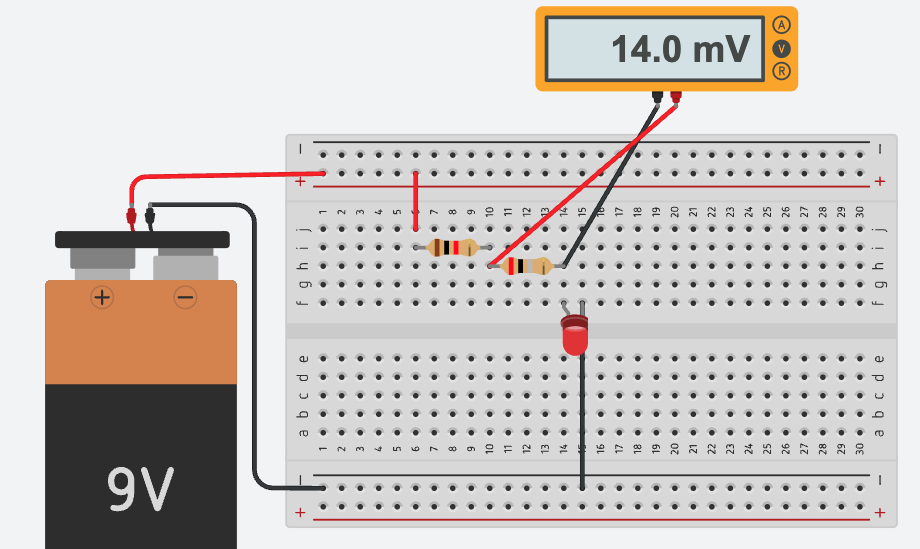 14.0 mV
A
V
R
− −
+ +
1 2 3 4 5 6 7 8 9 10 11 12 13 14 15 16 17 18 19 20 21 22 23 24 25 26 27 28 29 30
j j
i i
h h
g g
f f
+ −
e e
d d
c c
b b
a a
1 2 3 4 5 6 7 8 9 10 11 12 13 14 15 16 17 18 19 20 21 22 23 24 25 26 27 28 29 30
− −
+ +
9V